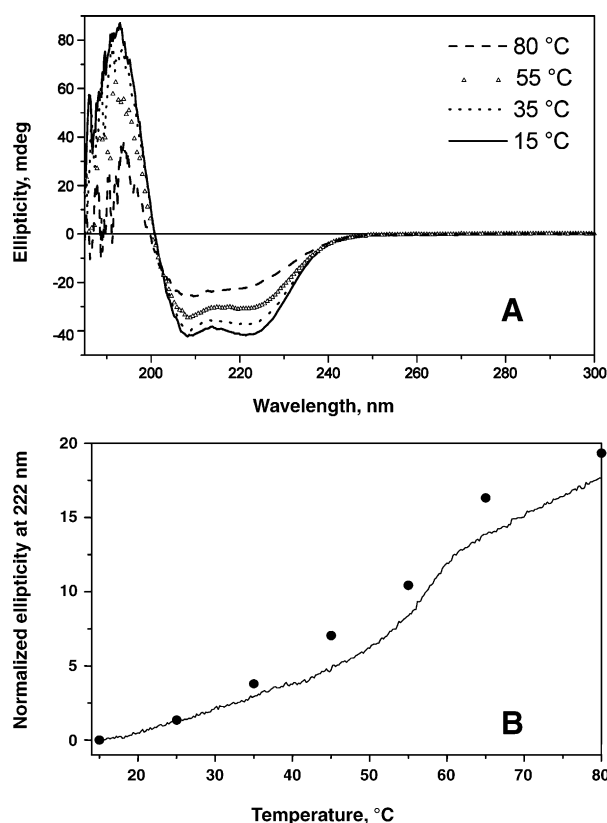 80
60
40
20
0
-20
-40
Ellipticity, mdeg
80 °C
55 °C
35 °C
15 °C
A
200
220
240
260
280
300
Wavelength, nm
20
15
10
5
0
Normalized ellipticity at 222 nm
B
20
30
40
50
60
70
80
Temperature, °C